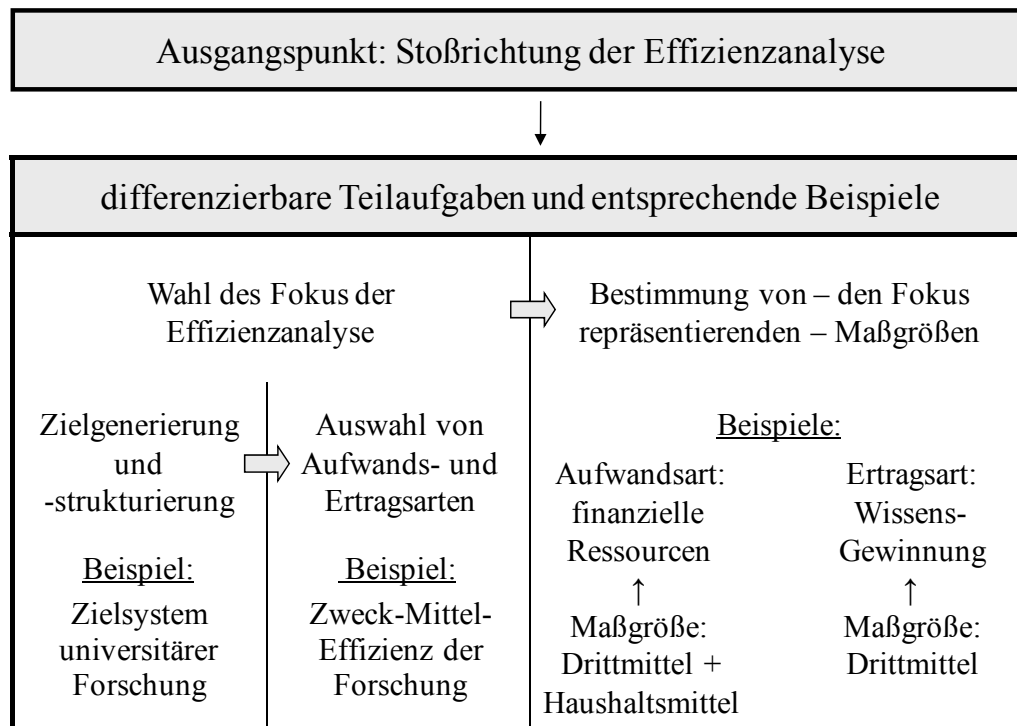 Ausgangspunkt: Stoßrichtung der Effizienzanalyse
↓
differenzierbare Teilaufgaben und entsprechende Beispiele
Wahl des Fokus der
Effizienzanalyse
Zielgenerierung
und
-strukturierung
Beispiel:
Zielsystem
universitärer
Forschung
Auswahl von
Aufwands- und
Ertragsarten
Beispiel:
Zweck-Mittel-
Effizienz der
Forschung
Bestimmung von – den Fokus
repräsentierenden – Maßgrößen
Beispiele:
Aufwandsart:
finanzielle
Ressourcen
↑
Maßgröße:
Drittmittel +
Haushaltsmittel
Ertragsart:
Wissens-
Gewinnung
↑
Maßgröße:
Drittmittel